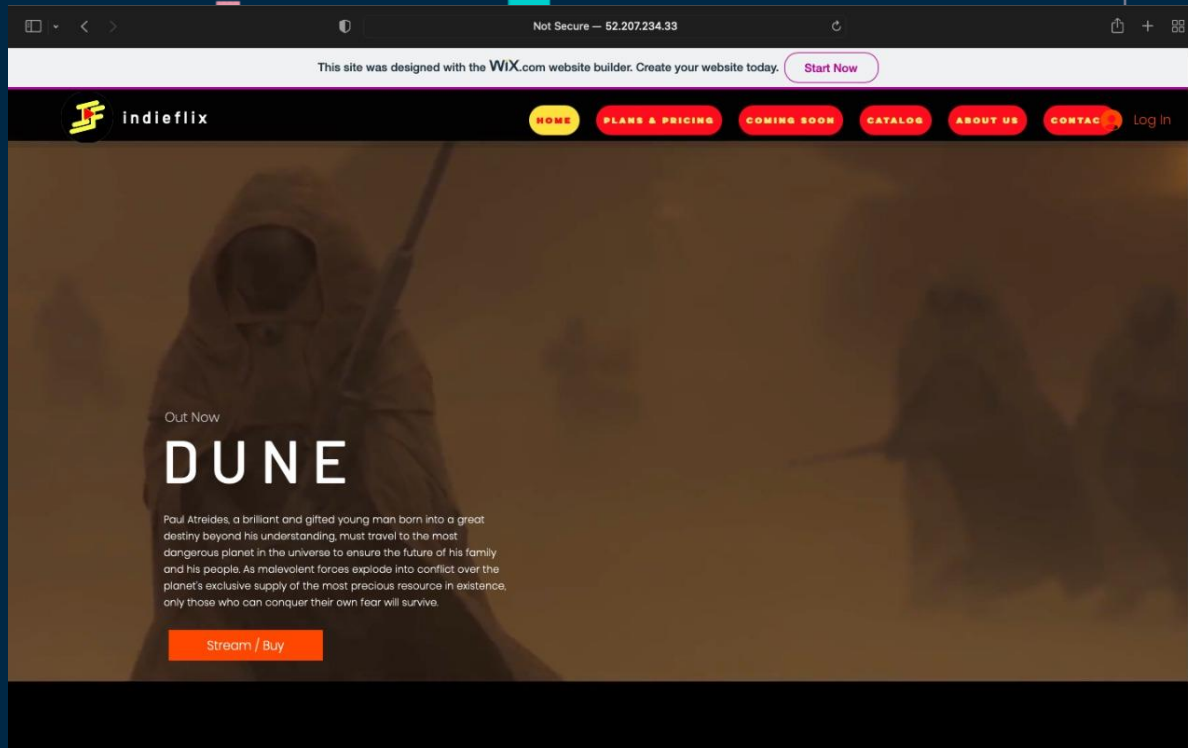 Not Secure — 52.207.234.33
This site was designed with the WiX.com website builder. Create your website today. Start Now
indieflix HOME PLANS & PRICING COMING SOON CATALOG ABOUT US CONTAC Log In
Out Now
DUNE
Paul Atreides, a brilliant and gifted young man born into a great
destiny beyond his understanding, must travel to the most
dangerous planet in the universe to ensure the future of his family
and his people. As malevolent forces explode into conflict over the
planet's exclusive supply of the most precious resource in existence,
only those who can conquer their own fear will survive.
Stream / Buy